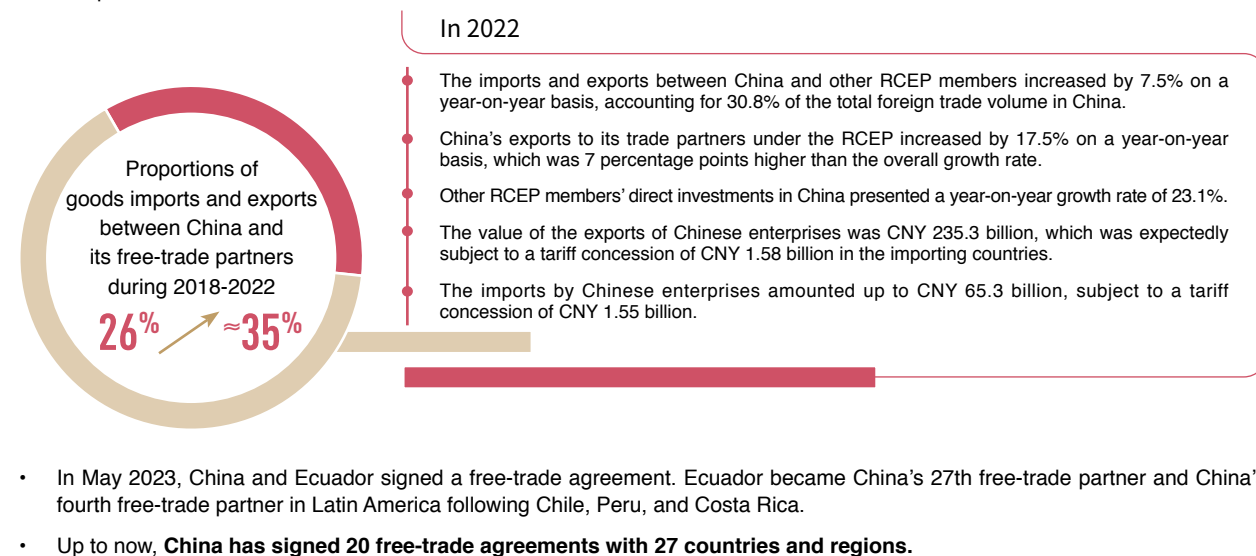 In 2022
The imports and exports between China and other RCEP members increased by 7.5% on a
year-on-year basis, accounting for 30.8% of the total foreign trade volume in China.
China's exports to its trade partners under the RCEP increased by 17.5% on a year-on-year
basis, which was 7 percentage points higher than the overall growth rate.
Other RCEP members' direct investments in China presented a year-on-year growth rate of 23.1%.
The value of the exports of Chinese enterprises was CNY 235.3 billion, which was expectedly
subject to a tariff concession of CNY 1.58 billion in the importing countries.
The imports by Chinese enterprises amounted up to CNY 65.3 billion, subject to a tariff
concession of CNY 1.55 billion.
Proportions of
goods imports and exports
between China and
its free-trade partners
during 2018-2022
26% ≈35%
• In May 2023, China and Ecuador signed a free-trade agreement. Ecuador became China's 27th free-trade partner and China'
fourth free-trade partner in Latin America following Chile, Peru, and Costa Rica.
• Up to now, China has signed 20 free-trade agreements with 27 countries and regions.